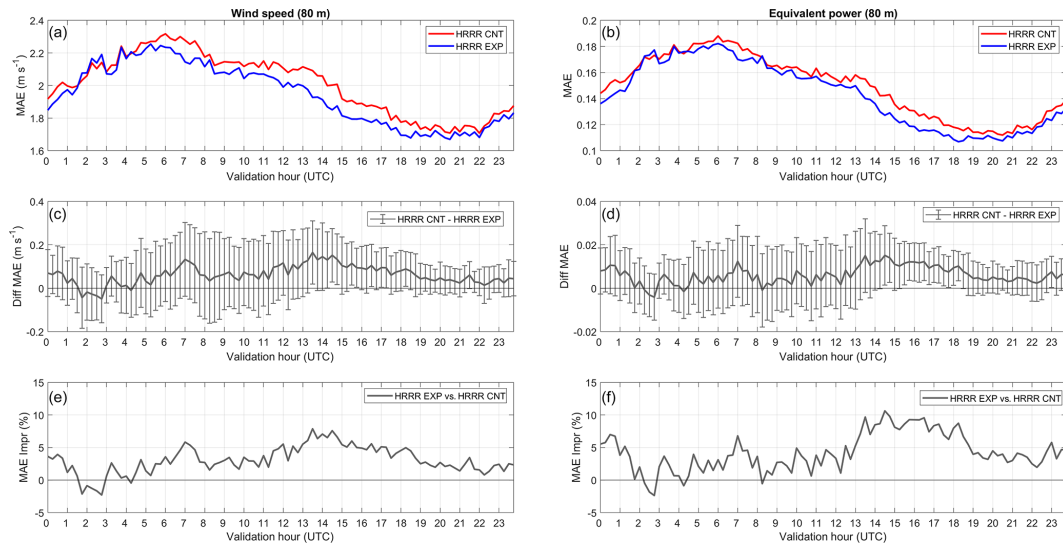 Wind speed (80 m)
(a)
HRRR CNT
HRRR EXP
MAE (m s-1)
2.4
2.2
2
1.8
1.6
0 1 2 3 4 5 6 7 8 9 10 11 12 13 14 15 16 17 18 19 20 21 22 23
Validation hour (UTC)
Equivalent power (80 m)
(b)
HRRR CNT
HRRR EXP
MAE
0.2
0.18
0.16
0.14
0.12
0.1
0 1 2 3 4 5 6 7 8 9 10 11 12 13 14 15 16 17 18 19 20 21 22 23
Validation hour (UTC)
(c)
HRRR CNT - HRRR EXP
Diff MAE (m s-1)
0.4
0.2
0
-0.2
0 1 2 3 4 5 6 7 8 9 10 11 12 13 14 15 16 17 18 19 20 21 22 23
Validation hour (UTC)
(d)
HRRR CNT - HRRR EXP
Diff MAE
0.04
0.02
0
-0.02
0 1 2 3 4 5 6 7 8 9 10 11 12 13 14 15 16 17 18 19 20 21 22 23
Validation hour (UTC)
(e)
HRRR EXP vs. HRRR CNT
MAE Impr (%)
15
10
5
0
-5
0 1 2 3 4 5 6 7 8 9 10 11 12 13 14 15 16 17 18 19 20 21 22 23
Validation hour (UTC)
(f)
HRRR EXP vs. HRRR CNT
MAE Impr (%)
15
10
5
0
-5
0 1 2 3 4 5 6 7 8 9 10 11 12 13 14 15 16 17 18 19 20 21 22 23
Validation hour (UTC)